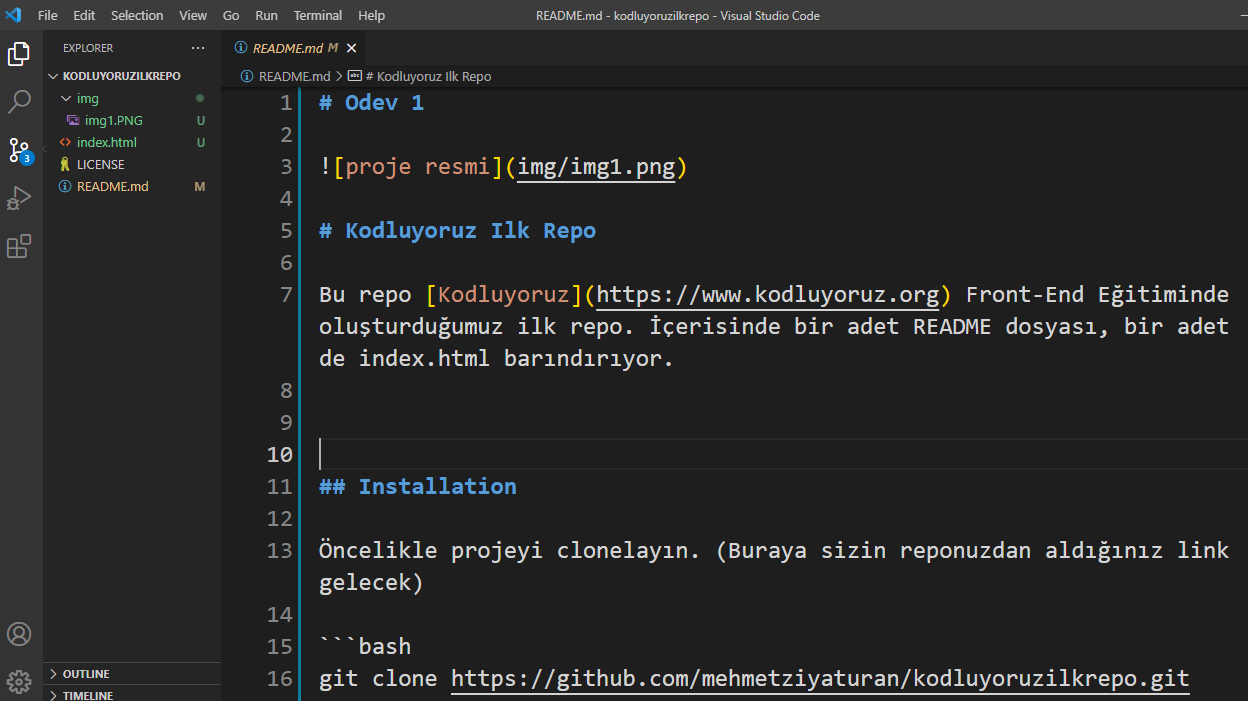 File Edit Selection View Go Run Terminal Help README.md - kodluyoruzilkrepo - Visual Studio Code
EXPLORER ···
KODLUYORUZILKREPO
img
img1.PNG U
index.html U
LICENSE
README.md M
3
OUTLINE
TIMELINE
README.md M
README.md > # Kodluyoruz Ilk Repo
1 # Odev 1
2
3 ![proje resmi](img/img1.png)
4
5 # Kodluyoruz Ilk Repo
6
7 Bu repo [Kodluyoruz](https://www.kodluyoruz.org) Front-End Eğitiminde
oluşturduğumuz ilk repo. İçerisinde bir adet README dosyası, bir adet
de index.html barındırıyor.
8
9
10
11 ## Installation
12
13 Öncelikle projeyi clonelayın. (Buraya sizin reponuzdan aldığınız link
gelecek)
14
15 ```bash
16 git clone https://github.com/mehmetziyaturan/kodluyoruzilkrepo.git